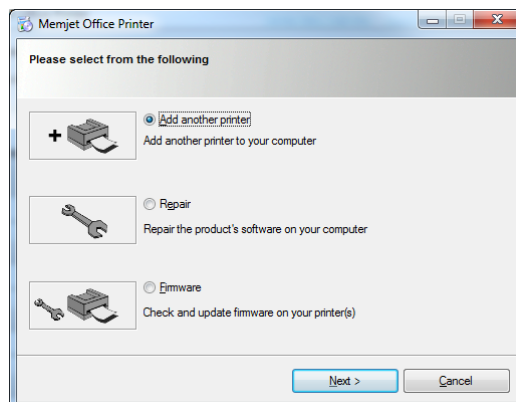 Memjet Office Printer
Please select from the following
Add another printer
Add another printer to your computer
Repair
Repair the product's software on your computer
Firmware
Check and update firmware on your printer(s)
Next >
Cancel